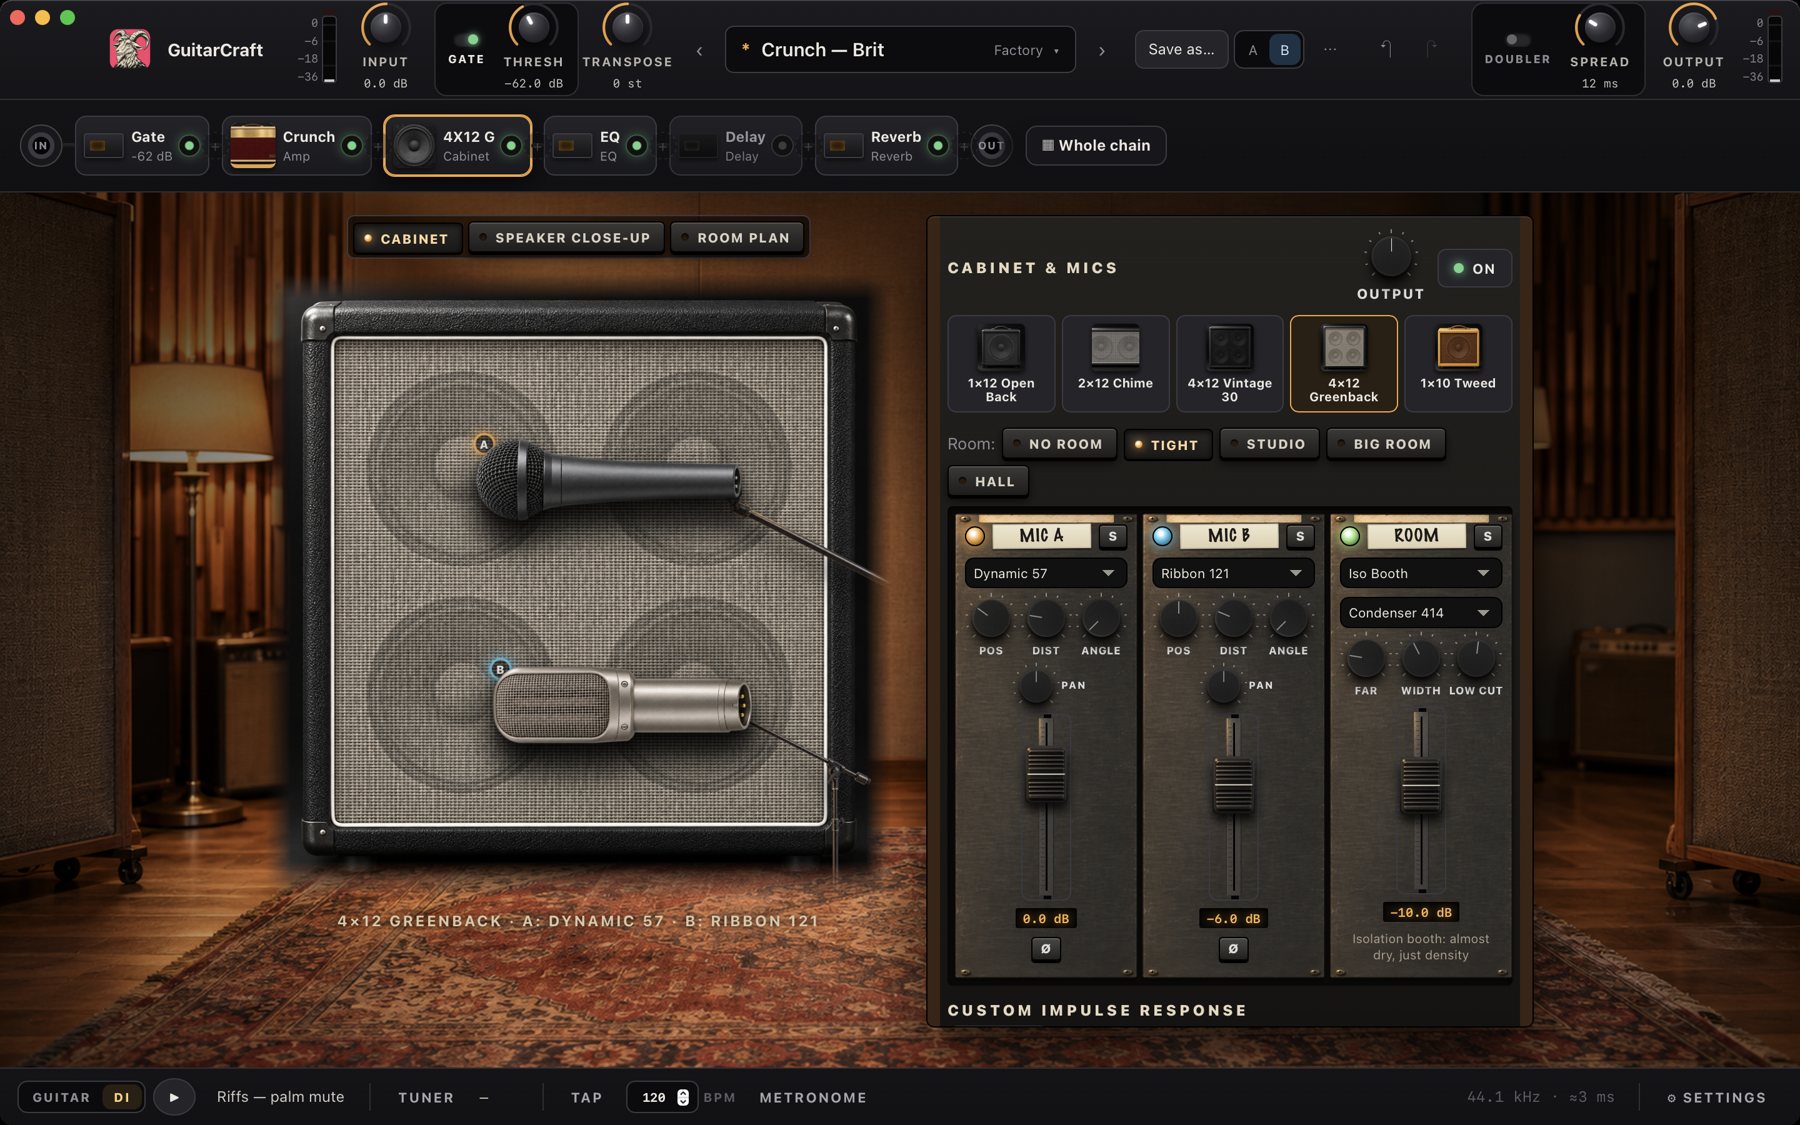 GuitarCraft
0
-6
-18
-36
INPUT
0.0 dB
GATE
THRESH
-62.0 dB
TRANSPOSE
0 st
‹
* Crunch — Brit
Factory ▾
›
Save as...
A B
...
DOUBLER
SPREAD
12 ms
OUTPUT
0.0 dB
0
-6
-18
-36
IN
Gate
-62 dB
Crunch
Amp
4X12 G
Cabinet
EQ
EQ
Delay
Delay
Reverb
Reverb
OUT
Whole chain
CABINET
SPEAKER CLOSE-UP
ROOM PLAN
A
B
4×12 GREENBACK · A: DYNAMIC 57 · B: RIBBON 121
CABINET & MICS
OUTPUT
ON
1×12 Open
Back
2×12 Chime
4×12 Vintage
30
4×12
Greenback
1×10 Tweed
Room:
NO ROOM
TIGHT
STUDIO
BIG ROOM
HALL
MIC A
S
Dynamic 57
POS
DIST
ANGLE
PAN
0.0 dB
Ø
MIC B
S
Ribbon 121
POS
DIST
ANGLE
PAN
-6.0 dB
Ø
ROOM
S
Iso Booth
Condenser 414
FAR
WIDTH
LOW CUT
-10.0 dB
Isolation booth: almost
dry, just density
CUSTOM IMPULSE RESPONSE
GUITAR DI
Riffs — palm mute
TUNER –
TAP
120 BPM
METRONOME
44.1 kHz · ≈3 ms
SETTINGS